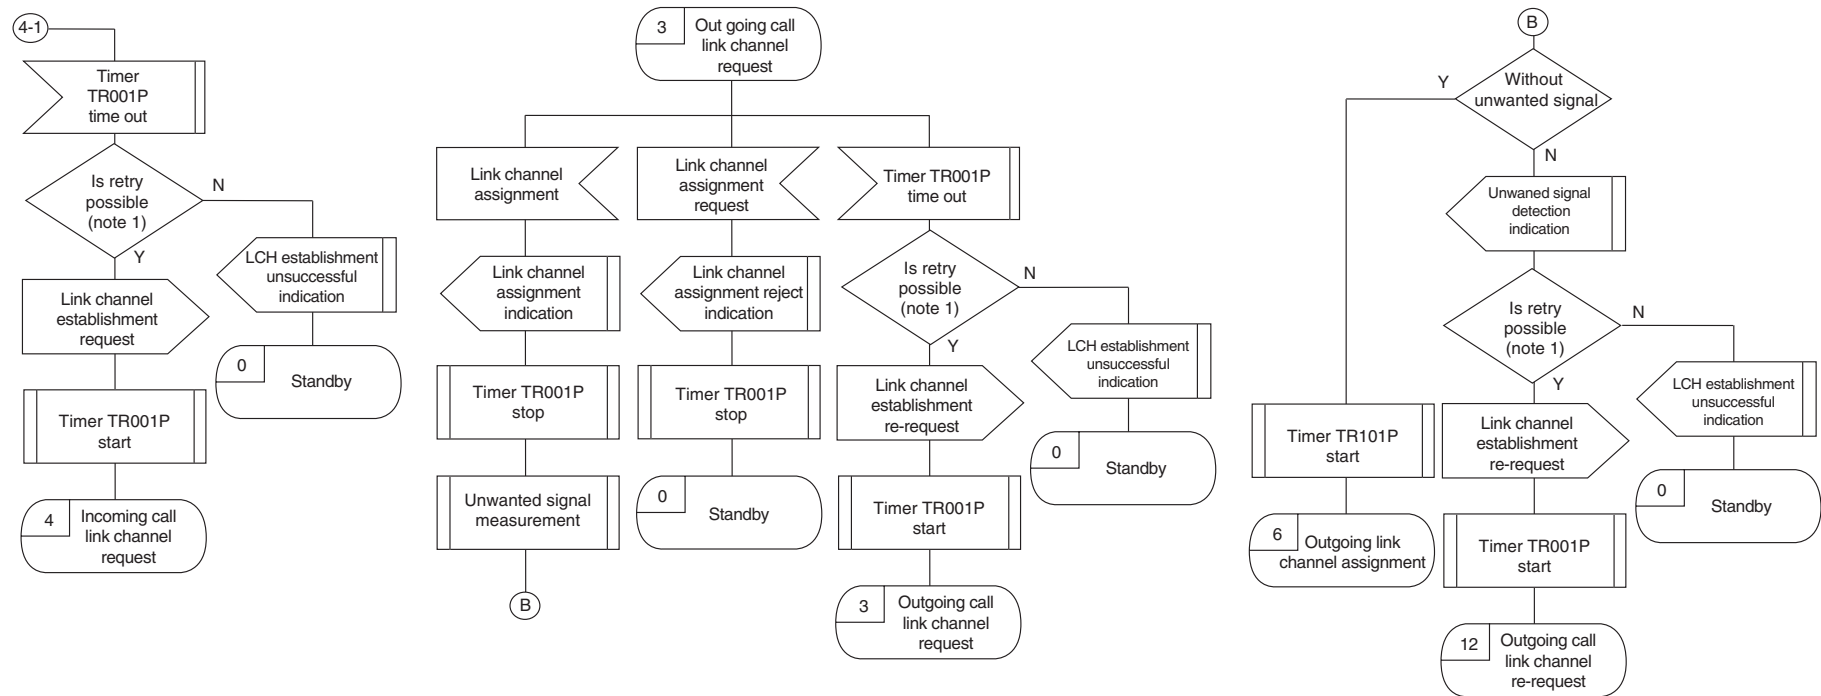 4-1
Timer
TR001P
time out
Is retry
possible
(note 1)
N
Y
LCH establishment
unsuccessful
indication
Link channel
establishment
request
0
Standby
Timer TR001P
start
4
Incoming call
link channel
request
3
Out going call
link channel
request
Link channel
assignment
Link channel
assignment
indication
Timer TR001P
stop
Unwanted signal
measurement
B
Link channel
assignment
request
Link channel
assignment reject
indication
Timer TR001P
stop
0
Standby
Timer TR001P
time out
Is retry
possible
(note 1)
N
Y
LCH establishment
unsuccessful
indication
0
Standby
Link channel
establishment
re-request
Timer TR001P
start
3
Outgoing call
link channel
request
B
Without
unwanted signal
Y
N
Timer TR101P
start
6
Outgoing link
channel assignment
Unwaned signal
detection
indication
Is retry
possible
(note 1)
N
Y
LCH establishment
unsuccessful
indication
0
Standby
Link channel
establishment
re-request
Timer TR001P
start
12
Outgoing call
link channel
re-request